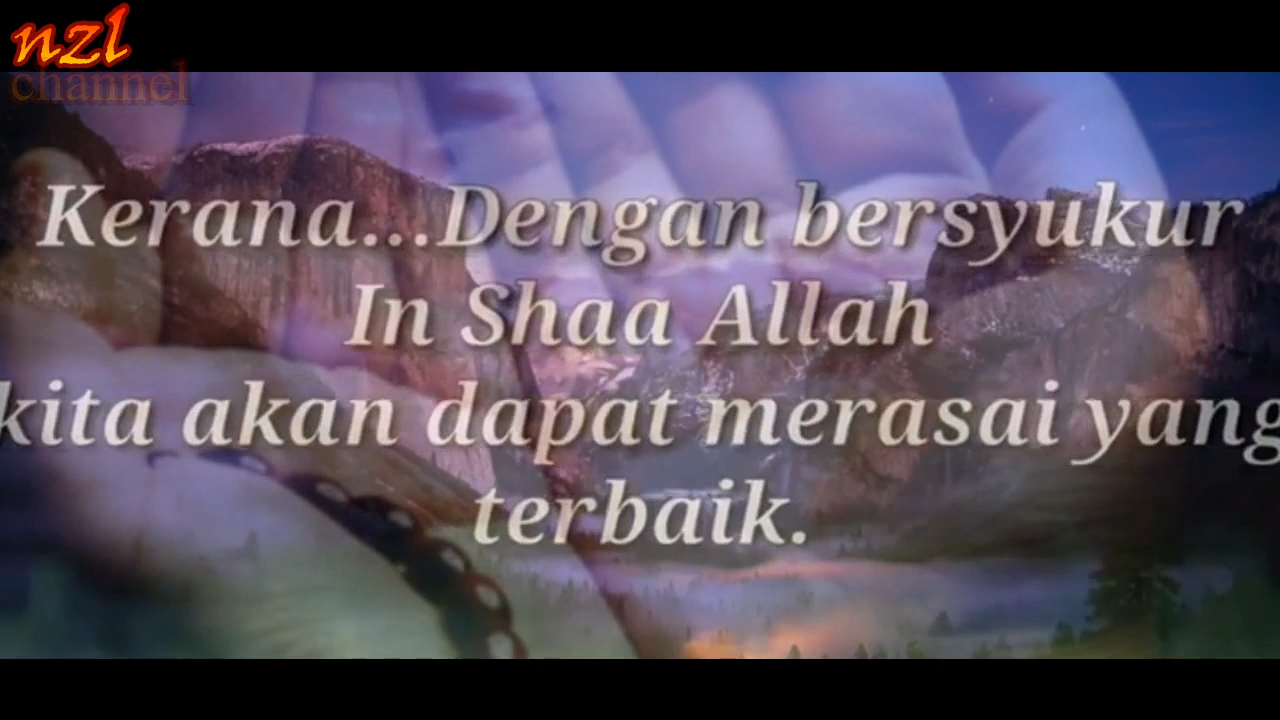 nzl
channel
Kerana...Dengan bersyukur
In Shaa Allah
kita akan dapat merasai yang
terbaik.